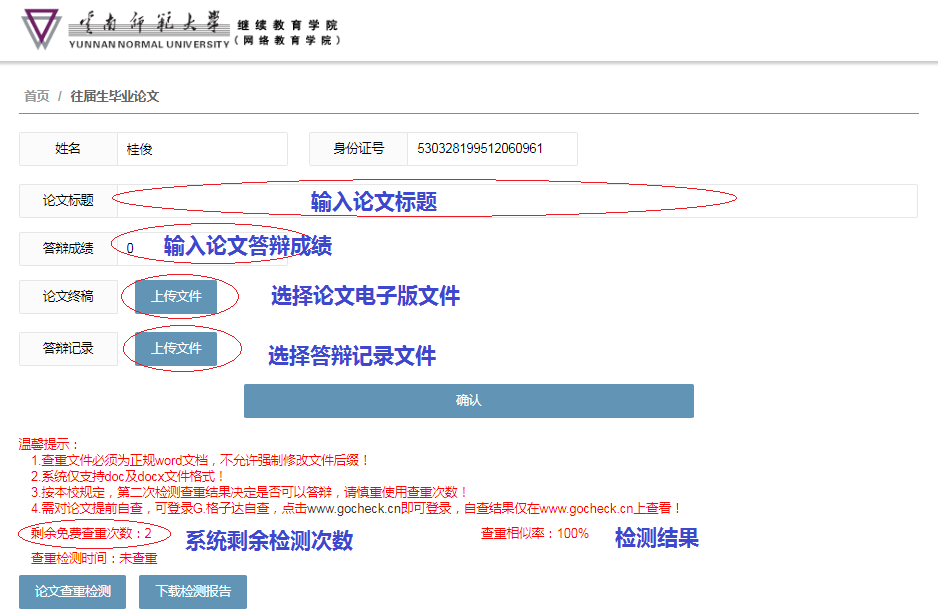 雲南師範大學 继续教育学院
YUNNAN NORMAL UNIVERSITY (网络教育学院)
首页 / 往届生毕业论文
姓名 桂俊 身份证号 530328199512060961
论文标题 输入论文标题
答辩成绩 0 输入论文答辩成绩
论文终稿 上传文件 选择论文电子版文件
答辩记录 上传文件 选择答辩记录文件
确认
温馨提示：
1.查重文件必须为正规word文档，不允许强制修改文件后缀！
2.系统仅支持doc及docx文件格式！
3.按本校规定，第二次检测查重结果决定是否可以答辩，请慎重使用查重次数！
4.需对论文提前自查，可登录G.格子达自查，点击www.gocheck.cn即可登录，自查结果仅在www.gocheck.cn上查看！
剩余免费查重次数：2 系统剩余检测次数 查重相似率：100% 检测结果
查重检测时间：未查重
论文查重检测 下载检测报告